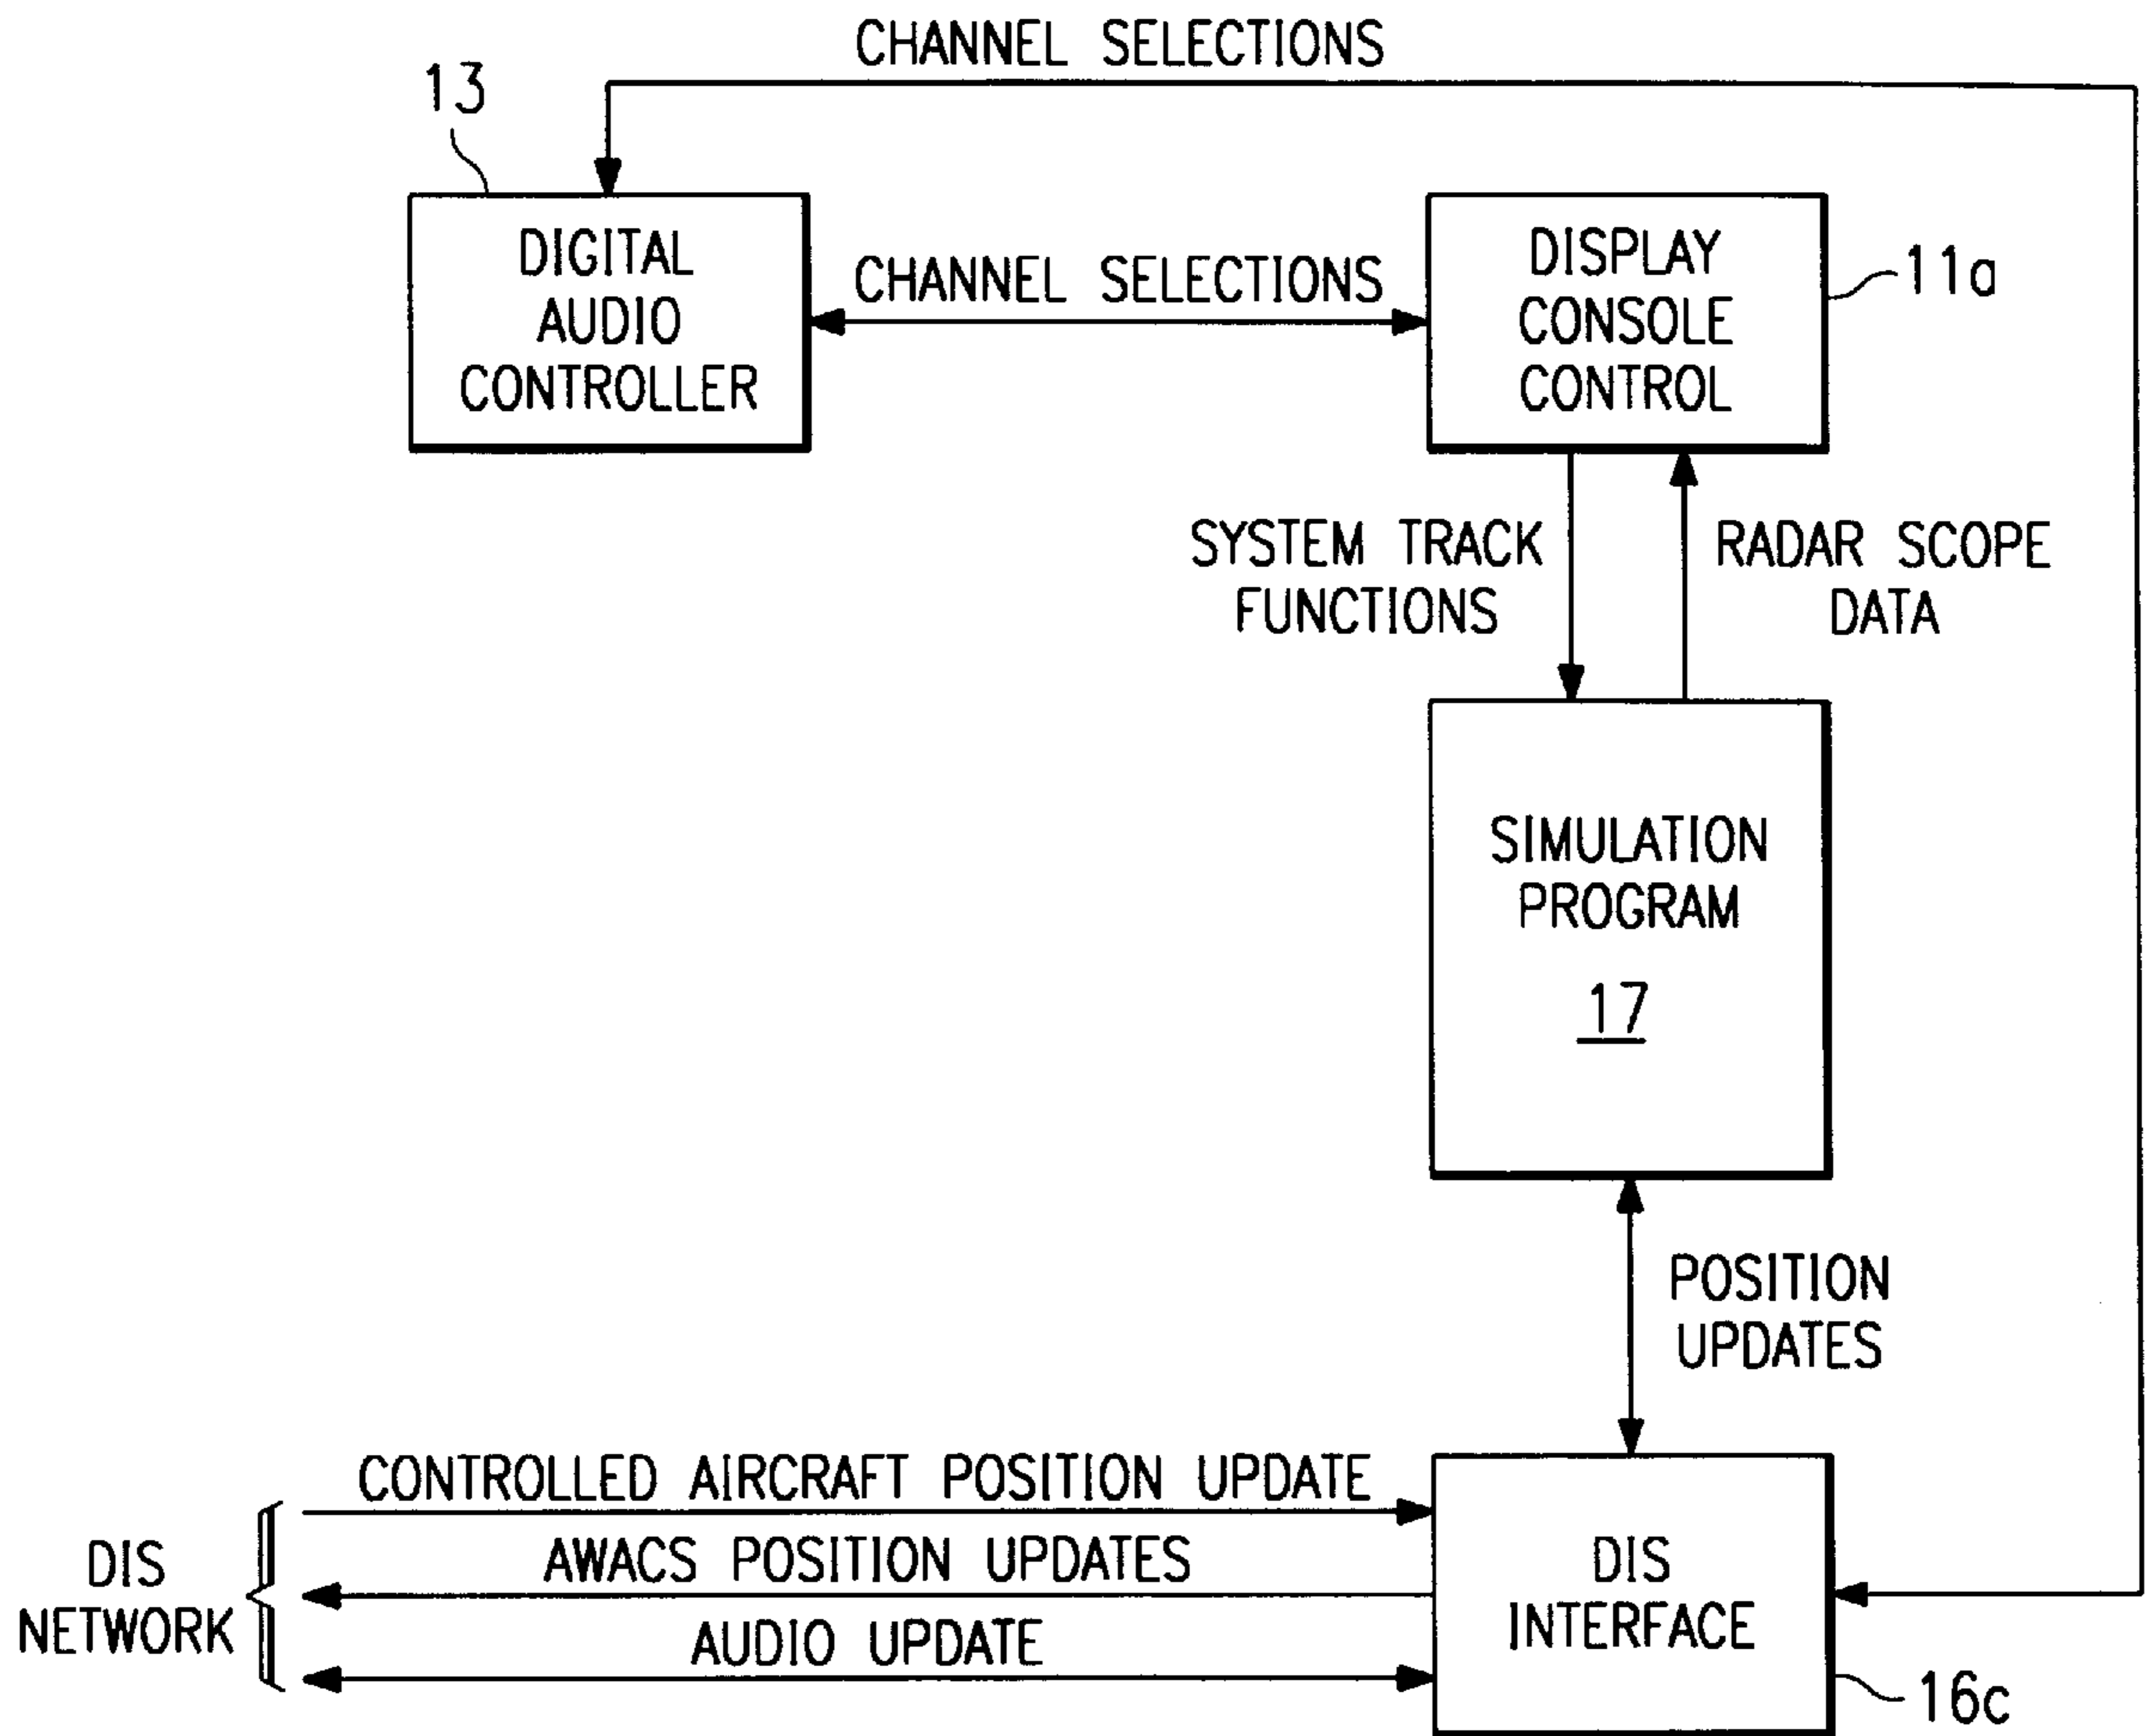 CHANNEL SELECTIONS
13
DIGITAL
AUDIO
CONTROLLER
CHANNEL SELECTIONS
DISPLAY
CONSOLE
CONTROL
11a
SYSTEM TRACK
FUNCTIONS
RADAR SCOPE
DATA
SIMULATION
PROGRAM
17
POSITION
UPDATES
DIS
NETWORK
CONTROLLED AIRCRAFT POSITION UPDATE
AWACS POSITION UPDATES
AUDIO UPDATE
DIS
INTERFACE
16c